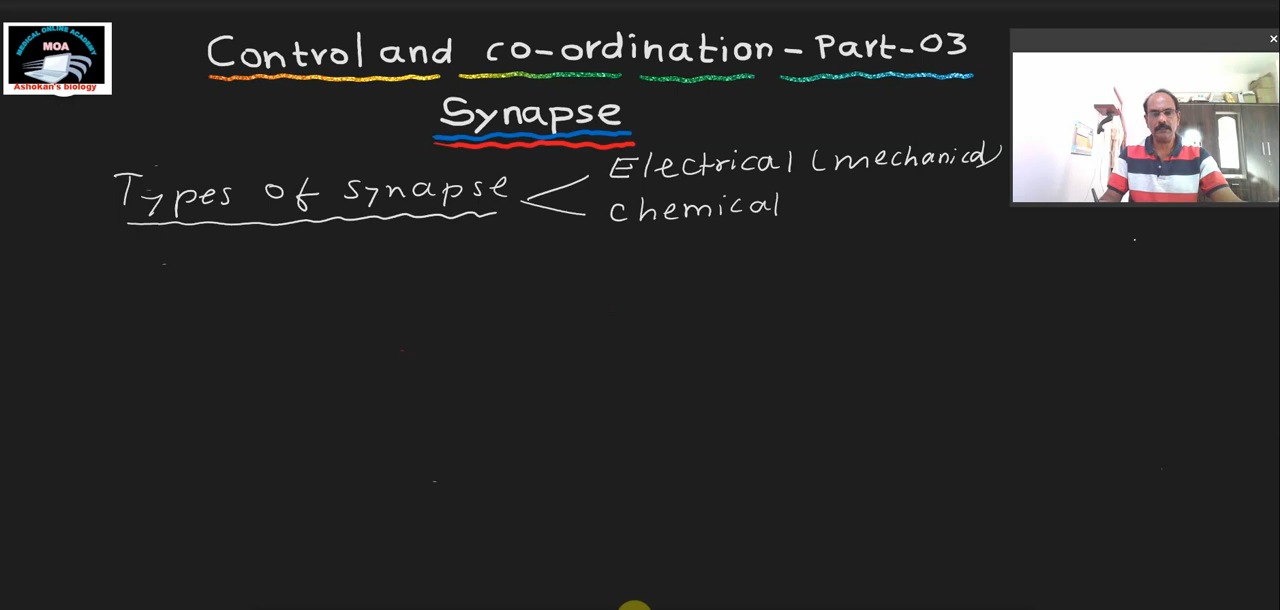 MEDICAL ONLINE ACADEMY
MOA
Ashokan's biology
Control and co-ordination - Part-03
Synapse
Types of synapse
Electrical (mechanical)
chemical